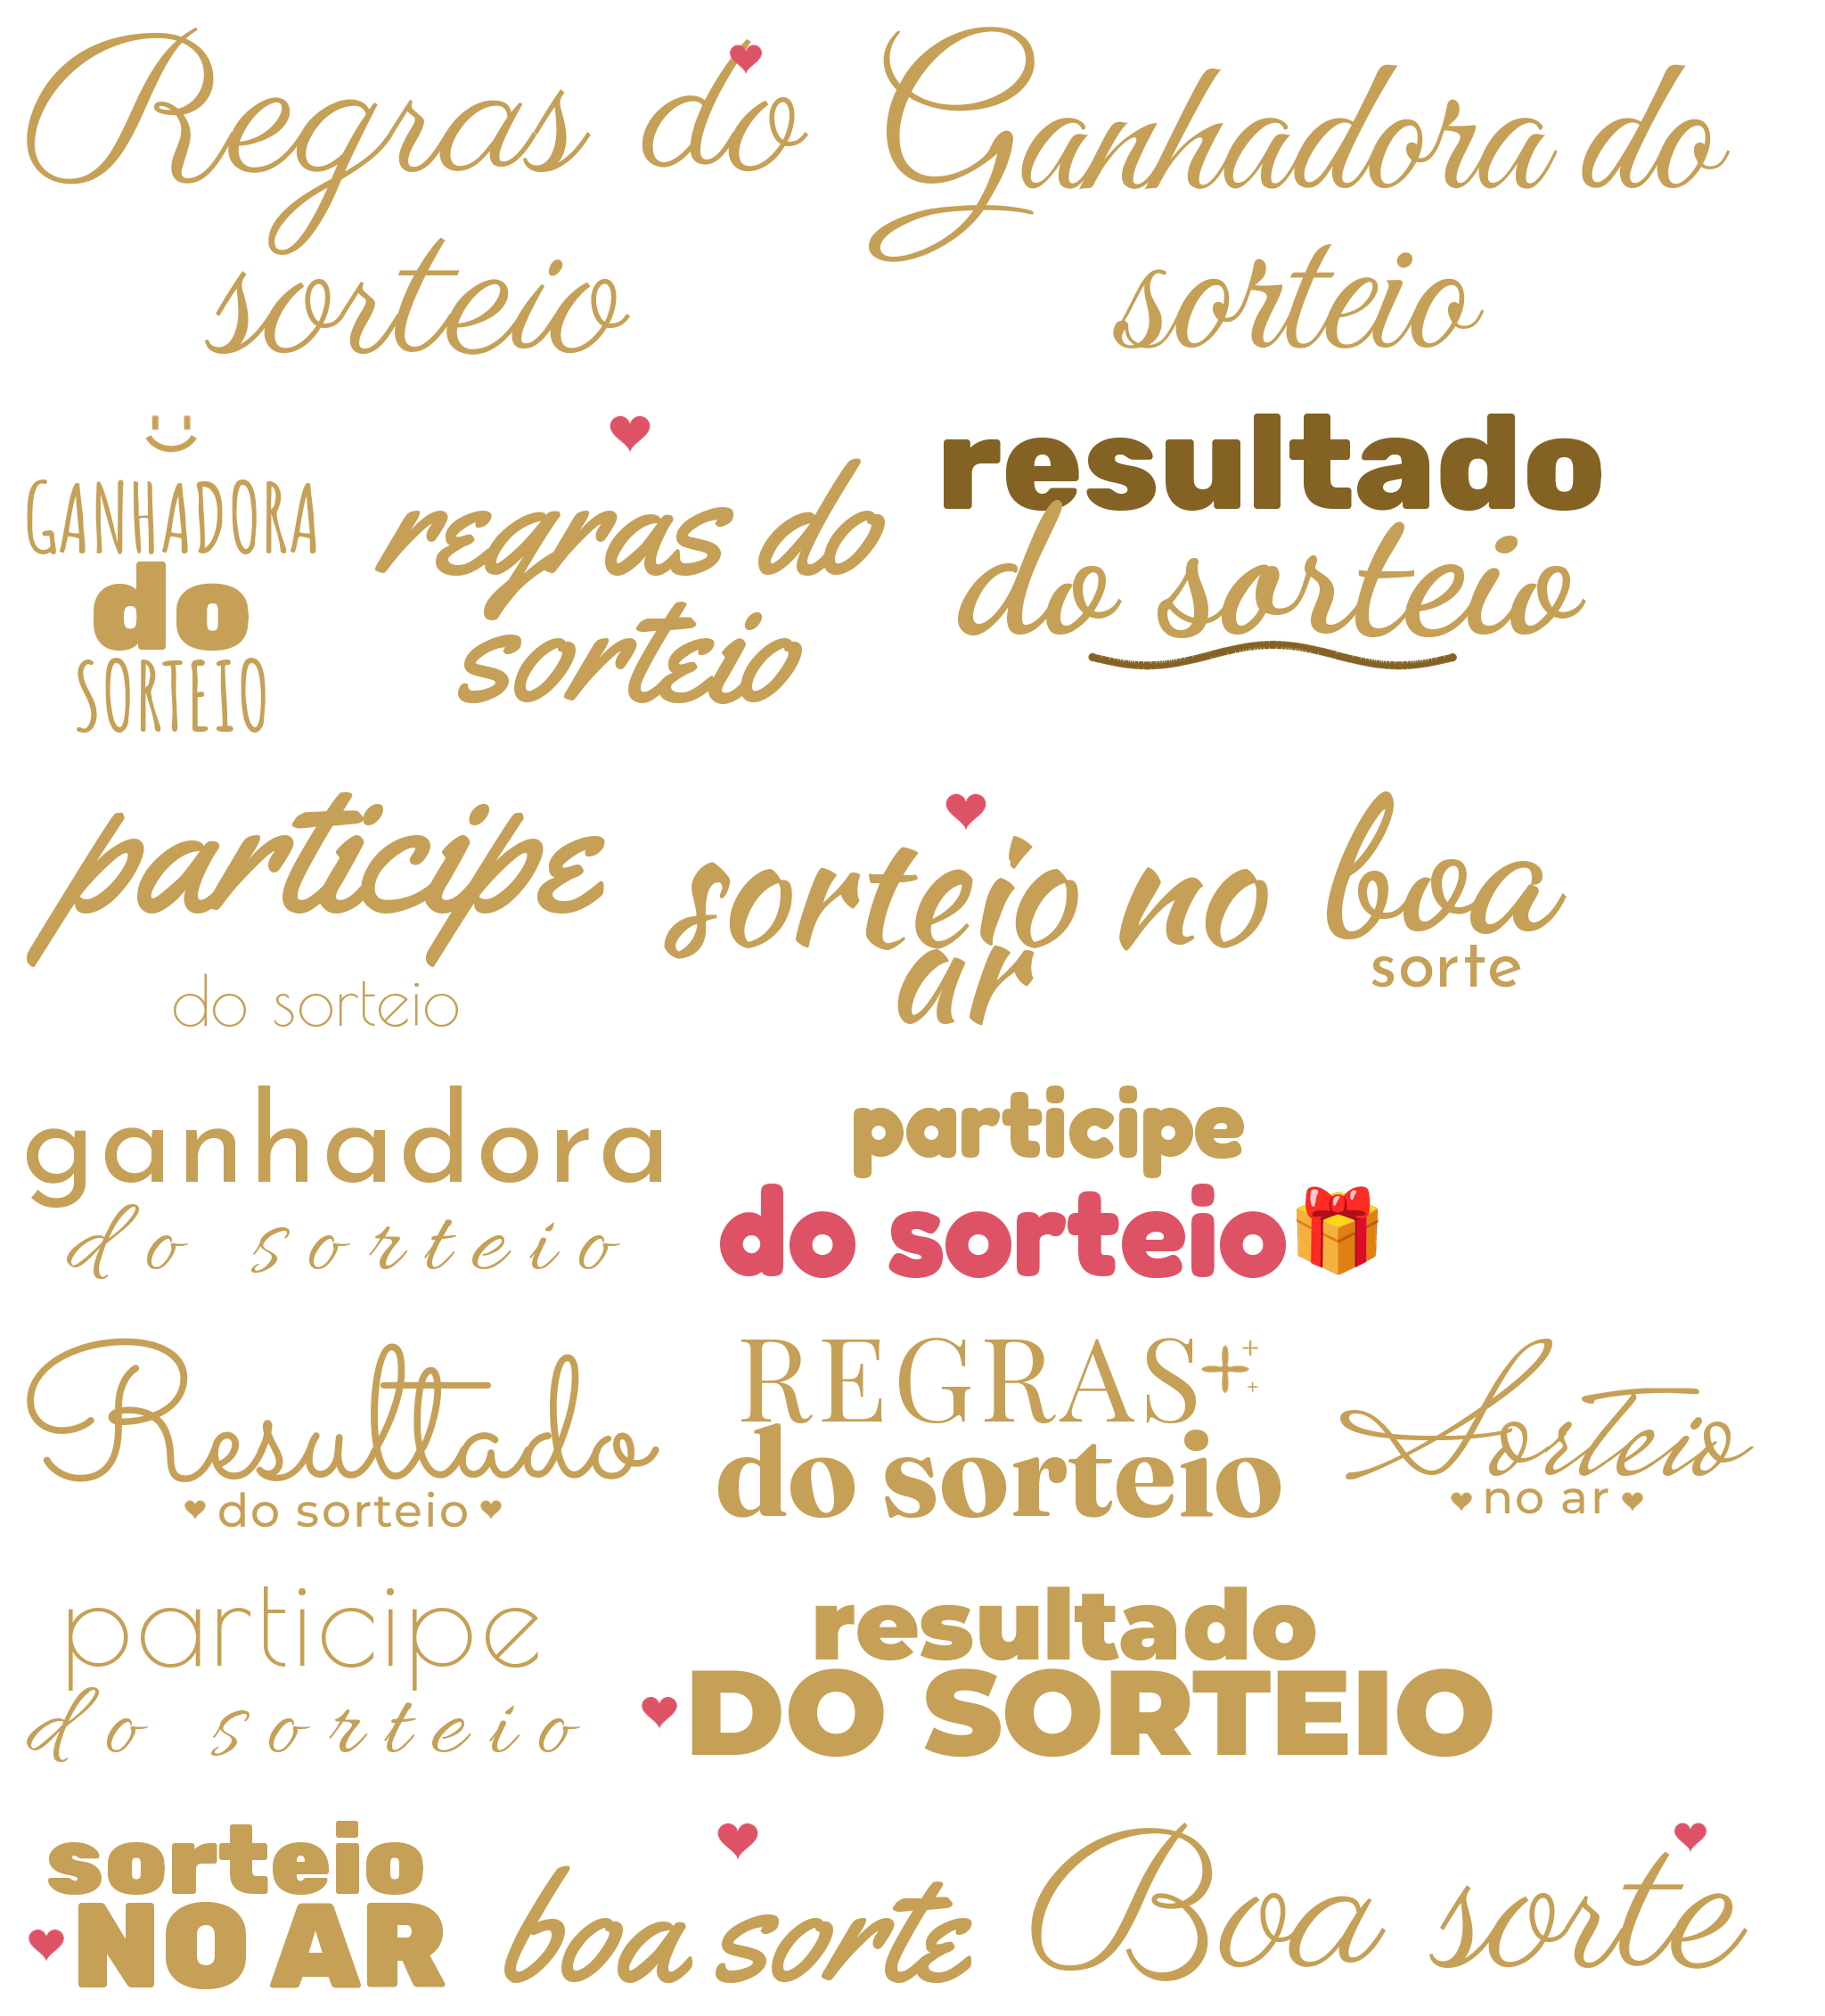 Regras do
sorteio
Ganhadora do
sorteio
GANHADORA
do
SORTEIO
regras do
sorteio
resultado
do sorteio
participe
do sorteio
sorteio no
ar
boa
sorte
ganhadora
do sorteio
participe
do sorteio
Resultado
do sorteio
REGRAS
do sorteio
Sorteio
no ar
participe
do sorteio
resultado
DO SORTEIO
sorteio
NO AR
boa sorte
Boa sorte